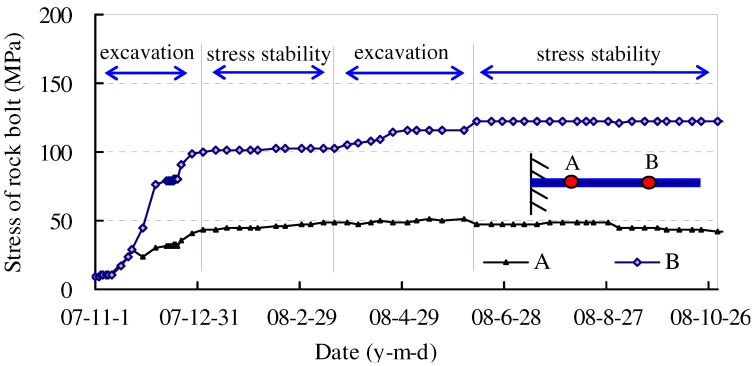 200
150
100
50
0
Stress of rock bolt (MPa)
excavation
stress stability
excavation
stress stability
A
B
A
B
07-11-1
07-12-31
08-2-29
08-4-29
08-6-28
08-8-27
08-10-26
Date (y-m-d)